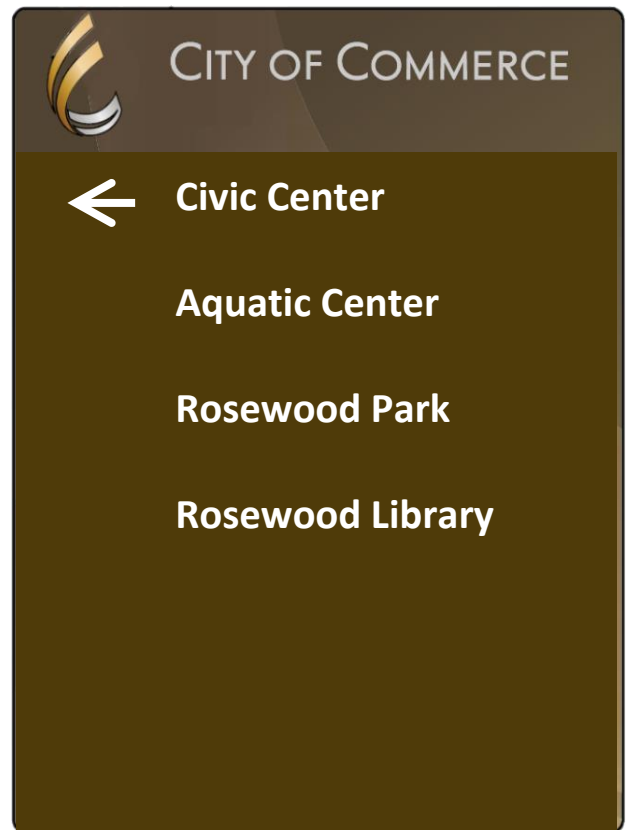 CITY OF COMMERCE
Civic Center
Aquatic Center
Rosewood Park
Rosewood Library